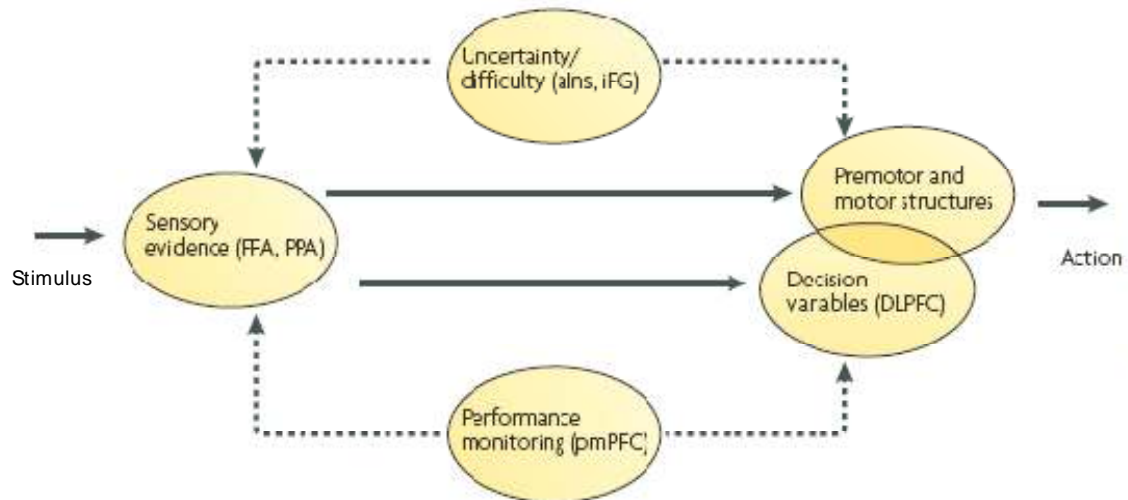 Uncertainty/
difficulty (aIns, iFG)
Premotor and
motor structures
Sensory
evidence (FFA, PPA)
Stimulus
Action
Decision
variables (DLPFC)
Performance
monitoring (pmPFC)